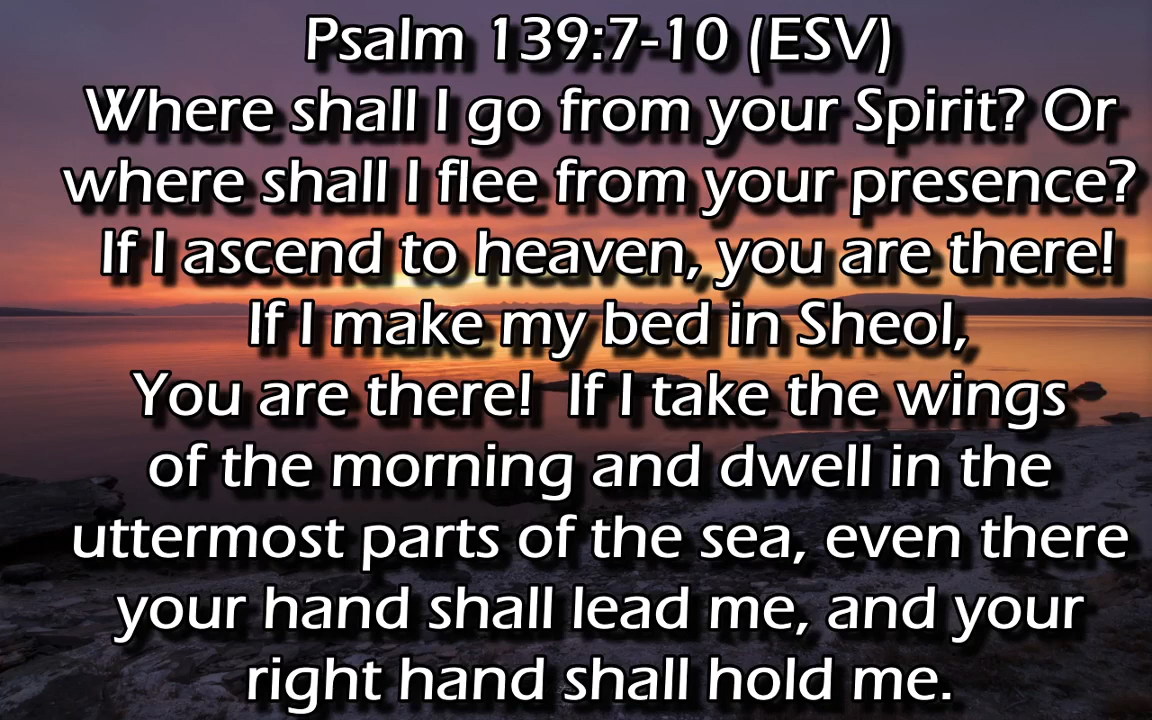 Psalm 139:7-10 (ESV)
Where shall I go from your Spirit? Or
where shall I flee from your presence?
If I ascend to heaven, you are there!
If I make my bed in Sheol,
You are there!  If I take the wings
of the morning and dwell in the
uttermost parts of the sea, even there
your hand shall lead me, and your
right hand shall hold me.